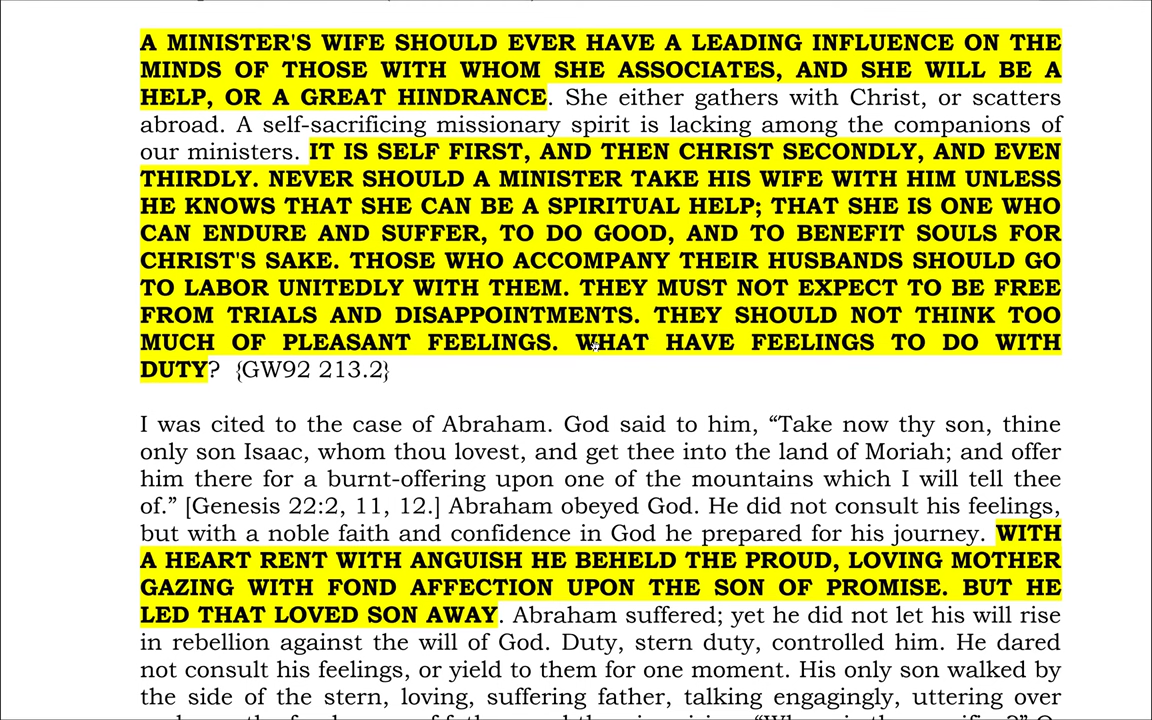 A MINISTER'S WIFE SHOULD EVER HAVE A LEADING INFLUENCE ON THE
MINDS OF THOSE WITH WHOM SHE ASSOCIATES, AND SHE WILL BE A
HELP, OR A GREAT HINDRANCE. She either gathers with Christ, or scatters
abroad. A self-sacrificing missionary spirit is lacking among the companions of
our ministers. IT IS SELF FIRST, AND THEN CHRIST SECONDLY, AND EVEN
THIRDLY. NEVER SHOULD A MINISTER TAKE HIS WIFE WITH HIM UNLESS
HE KNOWS THAT SHE CAN BE A SPIRITUAL HELP; THAT SHE IS ONE WHO
CAN ENDURE AND SUFFER, TO DO GOOD, AND TO BENEFIT SOULS FOR
CHRIST'S SAKE. THOSE WHO ACCOMPANY THEIR HUSBANDS SHOULD GO
TO LABOR UNITEDLY WITH THEM. THEY MUST NOT EXPECT TO BE FREE
FROM TRIALS AND DISAPPOINTMENTS. THEY SHOULD NOT THINK TOO
MUCH OF PLEASANT FEELINGS. WHAT HAVE FEELINGS TO DO WITH
DUTY? {GW92 213.2}
I was cited to the case of Abraham. God said to him, “Take now thy son, thine
only son Isaac, whom thou lovest, and get thee into the land of Moriah; and offer
him there for a burnt-offering upon one of the mountains which I will tell thee
of.” [Genesis 22:2, 11, 12.] Abraham obeyed God. He did not consult his feelings,
but with a noble faith and confidence in God he prepared for his journey. WITH
A HEART RENT WITH ANGUISH HE BEHELD THE PROUD, LOVING MOTHER
GAZING WITH FOND AFFECTION UPON THE SON OF PROMISE. BUT HE
LED THAT LOVED SON AWAY. Abraham suffered; yet he did not let his will rise
in rebellion against the will of God. Duty, stern duty, controlled him. He dared
not consult his feelings, or yield to them for one moment. His only son walked by
the side of the stern, loving, suffering father, talking engagingly, uttering over